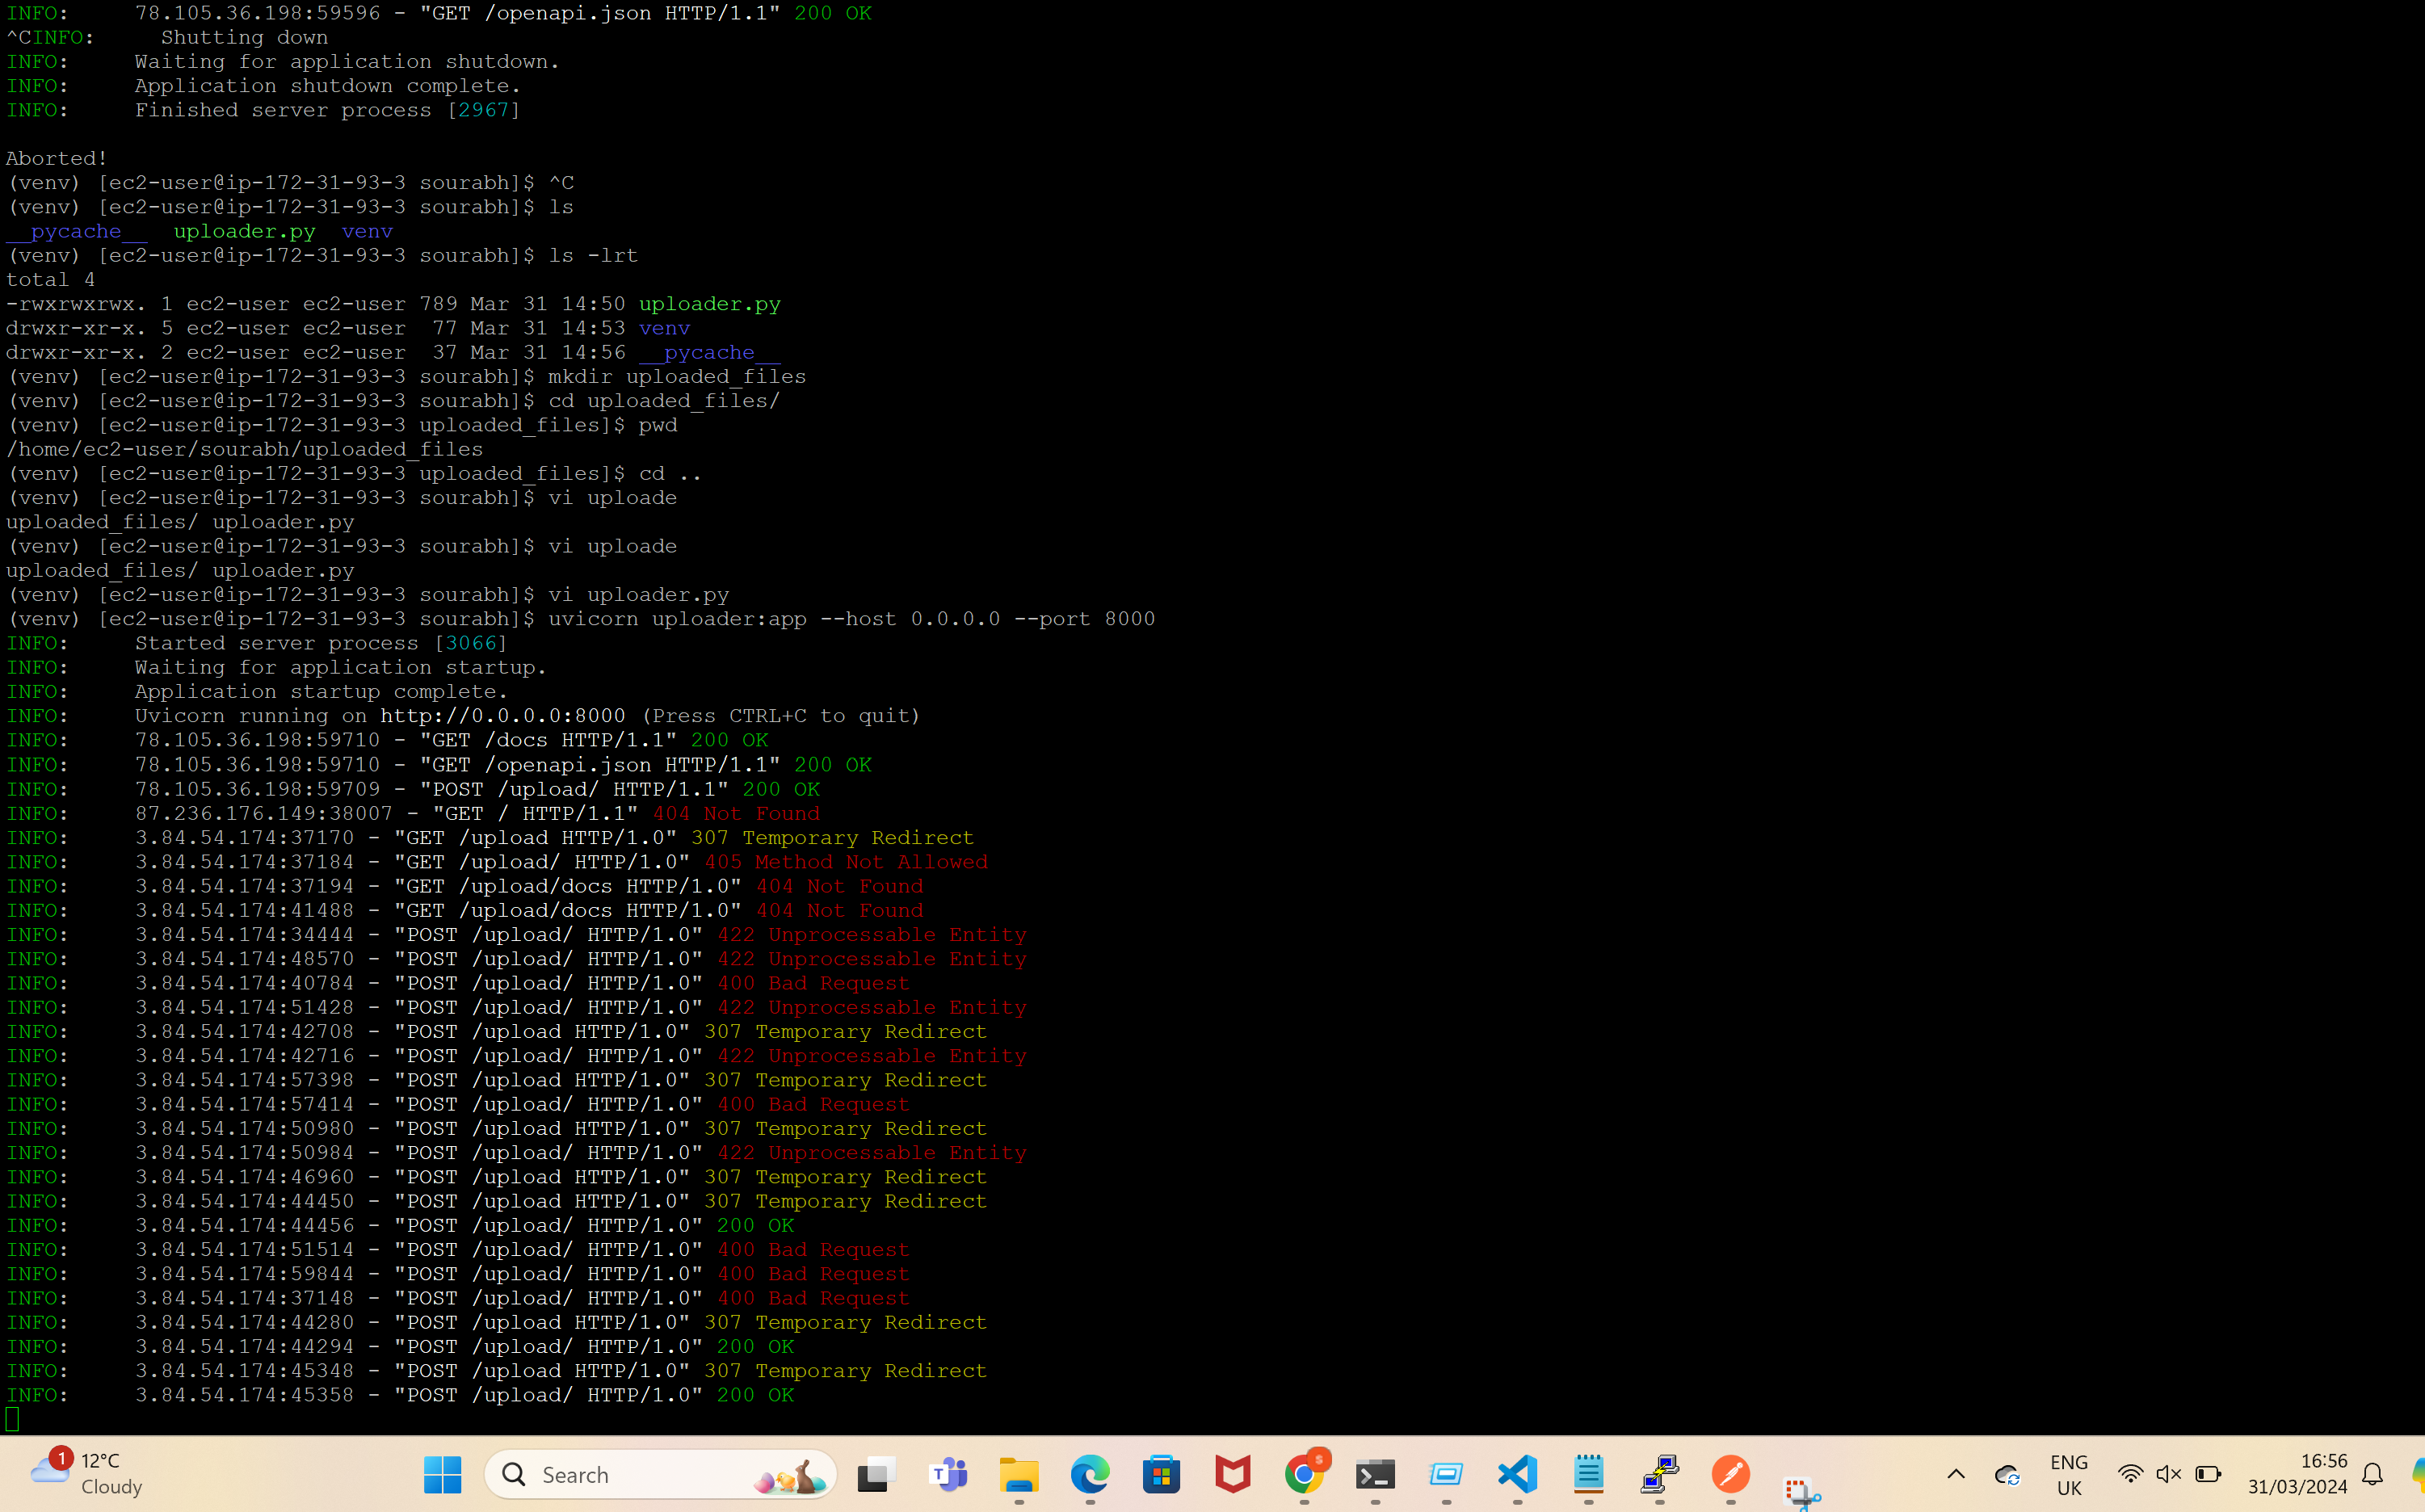 INFO:     78.105.36.198:59596 - "GET /openapi.json HTTP/1.1" 200 OK
^CINFO:     Shutting down
INFO:     Waiting for application shutdown.
INFO:     Application shutdown complete.
INFO:     Finished server process [2967]
Aborted!
(venv) [ec2-user@ip-172-31-93-3 sourabh]$ ^C
(venv) [ec2-user@ip-172-31-93-3 sourabh]$ ls
__pycache__  uploader.py  venv
(venv) [ec2-user@ip-172-31-93-3 sourabh]$ ls -lrt
total 4
-rwxrwxrwx. 1 ec2-user ec2-user 789 Mar 31 14:50 uploader.py
drwxr-xr-x. 5 ec2-user ec2-user  77 Mar 31 14:53 venv
drwxr-xr-x. 2 ec2-user ec2-user  37 Mar 31 14:56 __pycache__
(venv) [ec2-user@ip-172-31-93-3 sourabh]$ mkdir uploaded_files
(venv) [ec2-user@ip-172-31-93-3 sourabh]$ cd uploaded_files/
(venv) [ec2-user@ip-172-31-93-3 uploaded_files]$ pwd
/home/ec2-user/sourabh/uploaded_files
(venv) [ec2-user@ip-172-31-93-3 uploaded_files]$ cd ..
(venv) [ec2-user@ip-172-31-93-3 sourabh]$ vi uploade
uploaded_files/ uploader.py
(venv) [ec2-user@ip-172-31-93-3 sourabh]$ vi uploade
uploaded_files/ uploader.py
(venv) [ec2-user@ip-172-31-93-3 sourabh]$ vi uploader.py
(venv) [ec2-user@ip-172-31-93-3 sourabh]$ uvicorn uploader:app --host 0.0.0.0 --port 8000
INFO:     Started server process [3066]
INFO:     Waiting for application startup.
INFO:     Application startup complete.
INFO:     Uvicorn running on http://0.0.0.0:8000 (Press CTRL+C to quit)
INFO:     78.105.36.198:59710 - "GET /docs HTTP/1.1" 200 OK
INFO:     78.105.36.198:59710 - "GET /openapi.json HTTP/1.1" 200 OK
INFO:     78.105.36.198:59709 - "POST /upload/ HTTP/1.1" 200 OK
INFO:     87.236.176.149:38007 - "GET / HTTP/1.1" 404 Not Found
INFO:     3.84.54.174:37170 - "GET /upload HTTP/1.0" 307 Temporary Redirect
INFO:     3.84.54.174:37184 - "GET /upload/ HTTP/1.0" 405 Method Not Allowed
INFO:     3.84.54.174:37194 - "GET /upload/docs HTTP/1.0" 404 Not Found
INFO:     3.84.54.174:41488 - "GET /upload/docs HTTP/1.0" 404 Not Found
INFO:     3.84.54.174:34444 - "POST /upload/ HTTP/1.0" 422 Unprocessable Entity
INFO:     3.84.54.174:48570 - "POST /upload/ HTTP/1.0" 422 Unprocessable Entity
INFO:     3.84.54.174:40784 - "POST /upload/ HTTP/1.0" 400 Bad Request
INFO:     3.84.54.174:51428 - "POST /upload/ HTTP/1.0" 422 Unprocessable Entity
INFO:     3.84.54.174:42708 - "POST /upload HTTP/1.0" 307 Temporary Redirect
INFO:     3.84.54.174:42716 - "POST /upload/ HTTP/1.0" 422 Unprocessable Entity
INFO:     3.84.54.174:57398 - "POST /upload HTTP/1.0" 307 Temporary Redirect
INFO:     3.84.54.174:57414 - "POST /upload/ HTTP/1.0" 400 Bad Request
INFO:     3.84.54.174:50980 - "POST /upload HTTP/1.0" 307 Temporary Redirect
INFO:     3.84.54.174:50984 - "POST /upload/ HTTP/1.0" 422 Unprocessable Entity
INFO:     3.84.54.174:46960 - "POST /upload HTTP/1.0" 307 Temporary Redirect
INFO:     3.84.54.174:44450 - "POST /upload HTTP/1.0" 307 Temporary Redirect
INFO:     3.84.54.174:44456 - "POST /upload/ HTTP/1.0" 200 OK
INFO:     3.84.54.174:51514 - "POST /upload/ HTTP/1.0" 400 Bad Request
INFO:     3.84.54.174:59844 - "POST /upload/ HTTP/1.0" 400 Bad Request
INFO:     3.84.54.174:37148 - "POST /upload/ HTTP/1.0" 400 Bad Request
INFO:     3.84.54.174:44280 - "POST /upload HTTP/1.0" 307 Temporary Redirect
INFO:     3.84.54.174:44294 - "POST /upload/ HTTP/1.0" 200 OK
INFO:     3.84.54.174:45348 - "POST /upload HTTP/1.0" 307 Temporary Redirect
INFO:     3.84.54.174:45358 - "POST /upload/ HTTP/1.0" 200 OK
1
12°C
Cloudy
Search
T
S
ENG
UK
16:56
31/03/2024